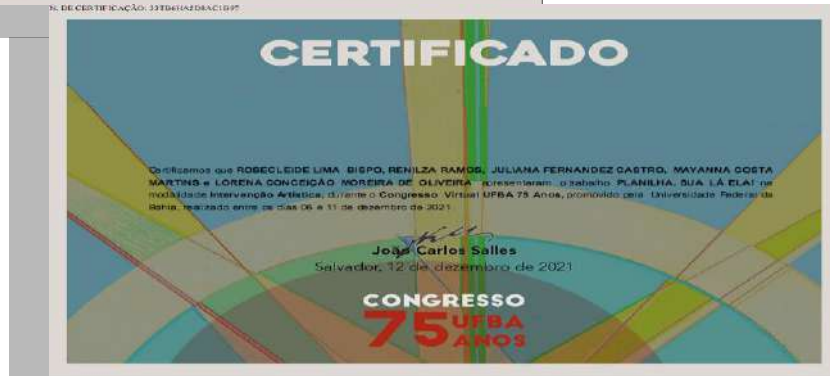 N. DE CERTIFICAÇÃO:
CERTIFICADO
Certificamos que ROBECLEIDE LIMA BISPO, RENILZA RAMOS, JULIANA FERNANDEZ CASTRO, MAYANNA COSTA
MARTINS e LORENA CONCEIÇÃO MOREIRA DE OLIVEIRA apresentaram o trabalho PLANILHA, SUA LÁ ELA! na
modalidade Intervenção Artística, durante o Congresso Virtual UFBA 75 Anos, promovido pela Universidade Federal da
Bahia, realizado entre os dias 06 e 11 de dezembro de 2021
João Carlos Salles
Salvador, 12 de dezembro de 2021
CONGRESSO
75 UFBA
ANOS